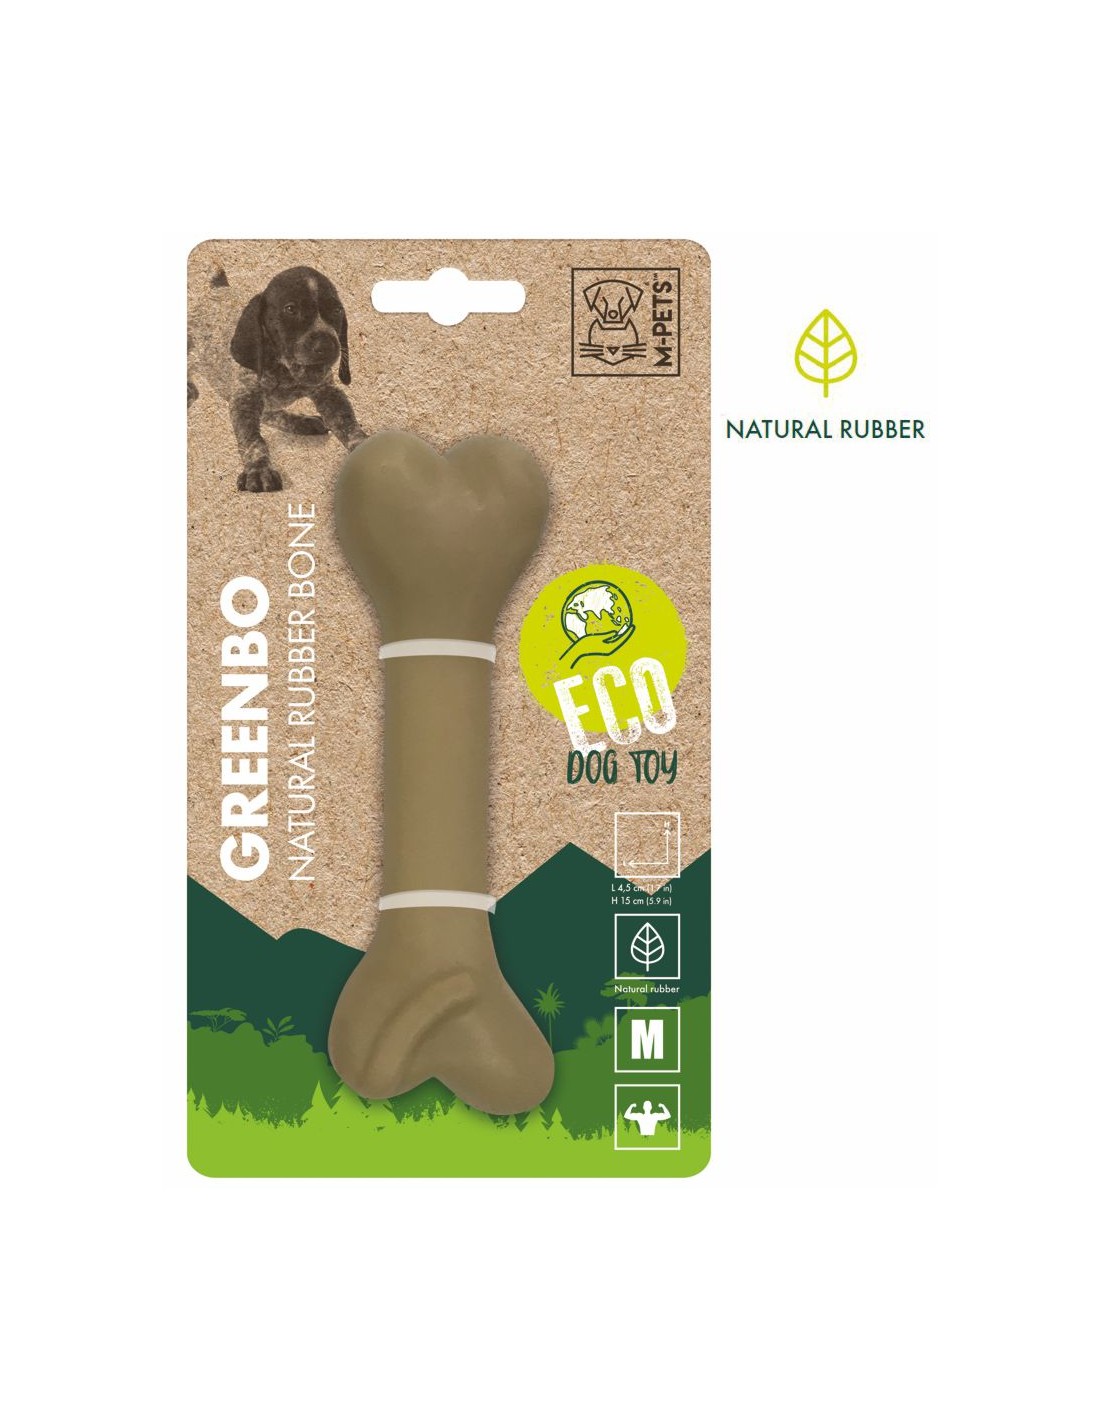 M-PETS™
NATURAL RUBBER
GREENBO
NATURAL RUBBER BONE
ECO
DOG TOY
H
L
L 4,5 cm (1.7 in)
H 15 cm (5.9 in)
Natural rubber
M